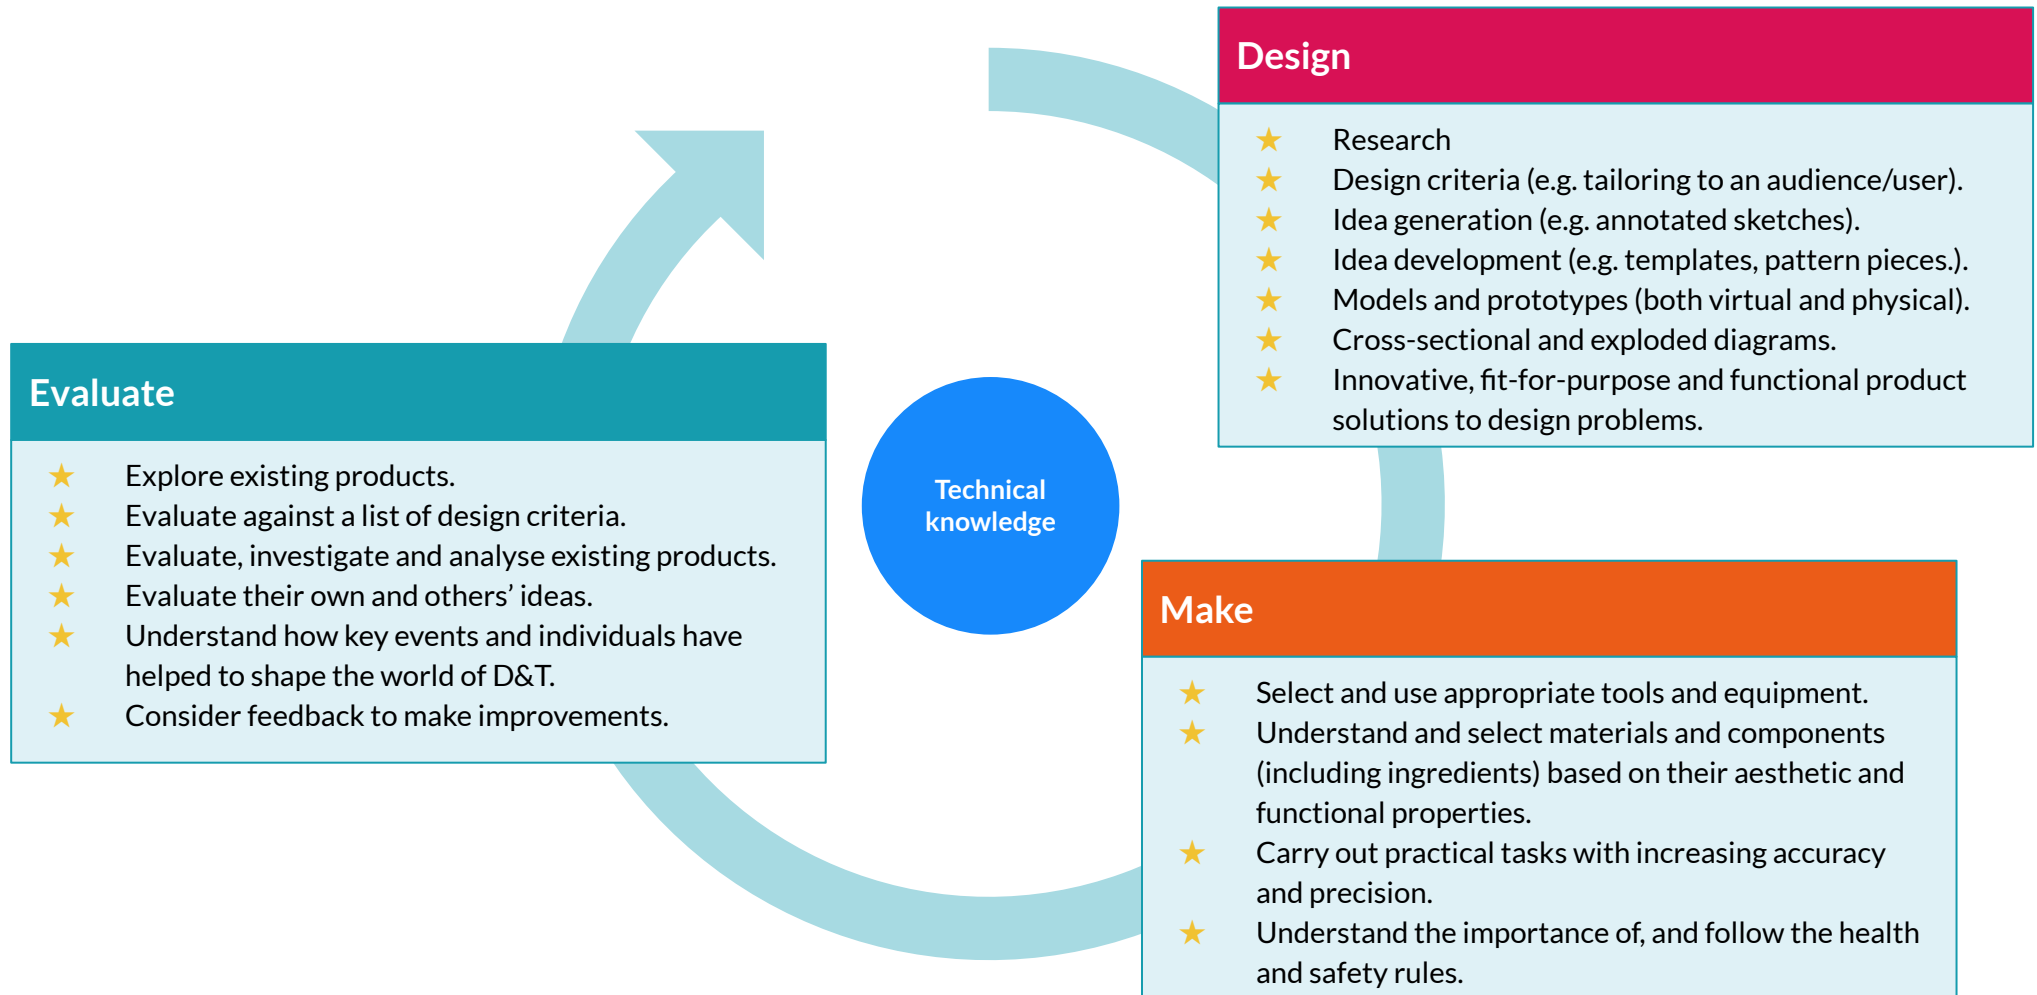 Design
Research
Design criteria (e.g. tailoring to an audience/user).
Idea generation (e.g. annotated sketches).
Idea development (e.g. templates, pattern pieces.).
Models and prototypes (both virtual and physical).
Cross-sectional and exploded diagrams.
Innovative, fit-for-purpose and functional product
solutions to design problems.
Evaluate
Explore existing products.
Evaluate against a list of design criteria.
Evaluate, investigate and analyse existing products.
Evaluate their own and others’ ideas.
Understand how key events and individuals have
helped to shape the world of D&T.
Consider feedback to make improvements.
Technical
knowledge
Make
Select and use appropriate tools and equipment.
Understand and select materials and components
(including ingredients) based on their aesthetic and
functional properties.
Carry out practical tasks with increasing accuracy
and precision.
Understand the importance of, and follow the health
and safety rules.